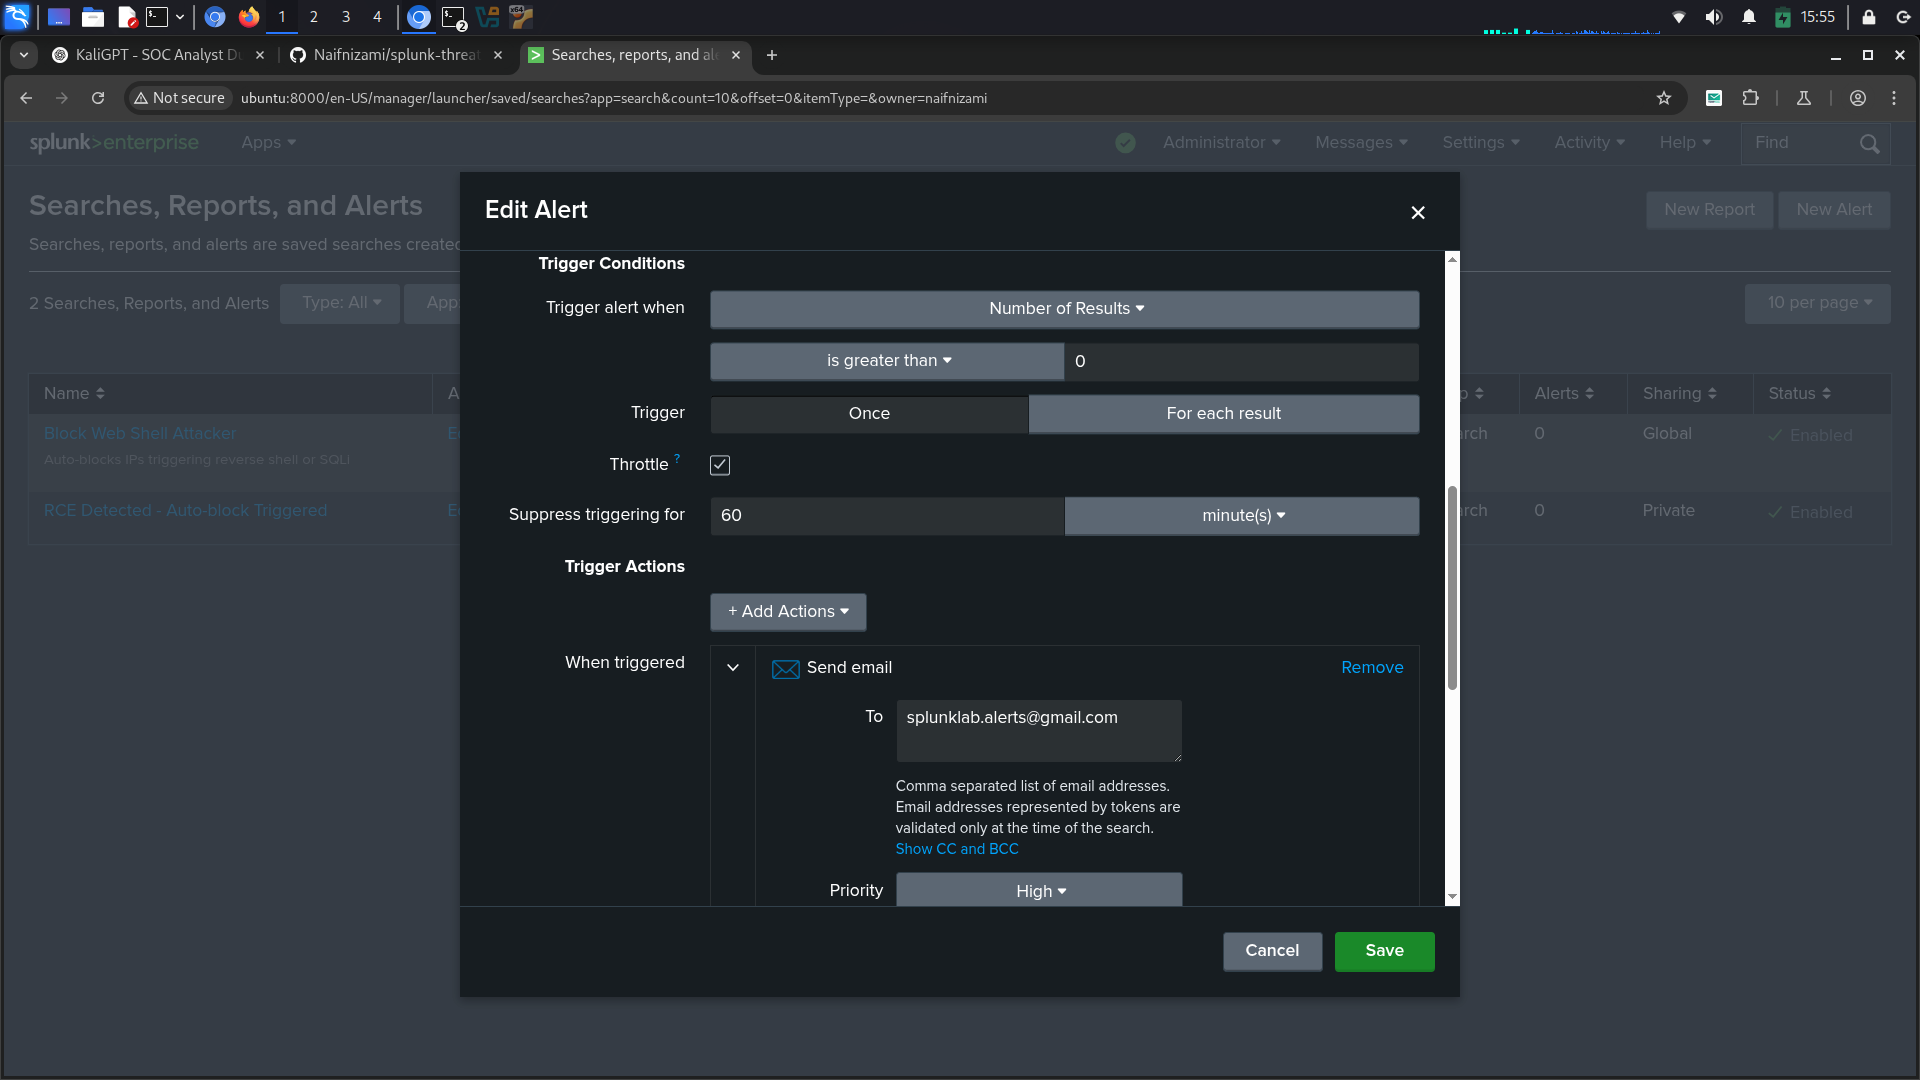 1
2
3
4
2
x64
15:55
KaliGPT - SOC Analyst Du
Naifnizami/splunk-threat
Searches, reports, and ale
Not secure
ubuntu:8000/en-US/manager/launcher/saved/searches?app=search&count=10&offset=0&itemType=&owner=naifnizami
splunk>enterprise
Apps
Administrator
Messages
Settings
Activity
Help
Find
Searches, Reports, and Alerts
New Report
New Alert
Searches, reports, and alerts are saved searches created
2 Searches, Reports, and Alerts
Type: All
App
10 per page
Name
A
p
Alerts
Sharing
Status
Block Web Shell Attacker
E
arch
0
Global
Enabled
Auto-blocks IPs triggering reverse shell or SQLi
RCE Detected - Auto-block Triggered
E
arch
0
Private
Enabled
Edit Alert
Trigger Conditions
Trigger alert when
Number of Results
is greater than
0
Trigger
Once
For each result
Throttle ?
Suppress triggering for
60
minute(s)
Trigger Actions
+ Add Actions
When triggered
Send email
Remove
To
splunklab.alerts@gmail.com
Comma separated list of email addresses.
Email addresses represented by tokens are
validated only at the time of the search.
Show CC and BCC
Priority
High
Cancel
Save